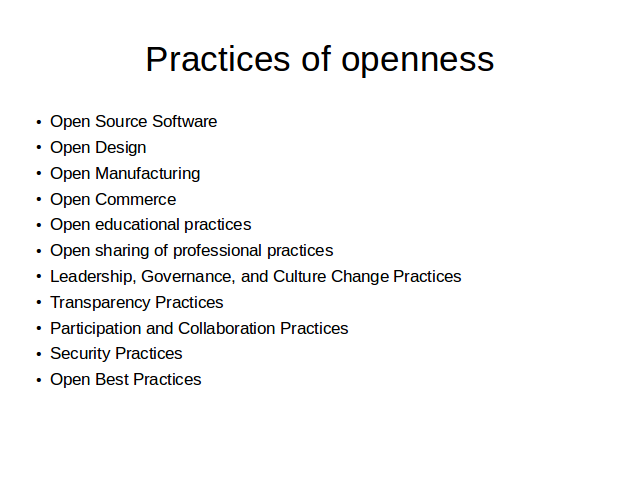 Practices of openness
• Open Source Software
• Open Design
• Open Manufacturing
• Open Commerce
• Open educational practices
• Open sharing of professional practices
• Leadership, Governance, and Culture Change Practices
• Transparency Practices
• Participation and Collaboration Practices
• Security Practices
• Open Best Practices